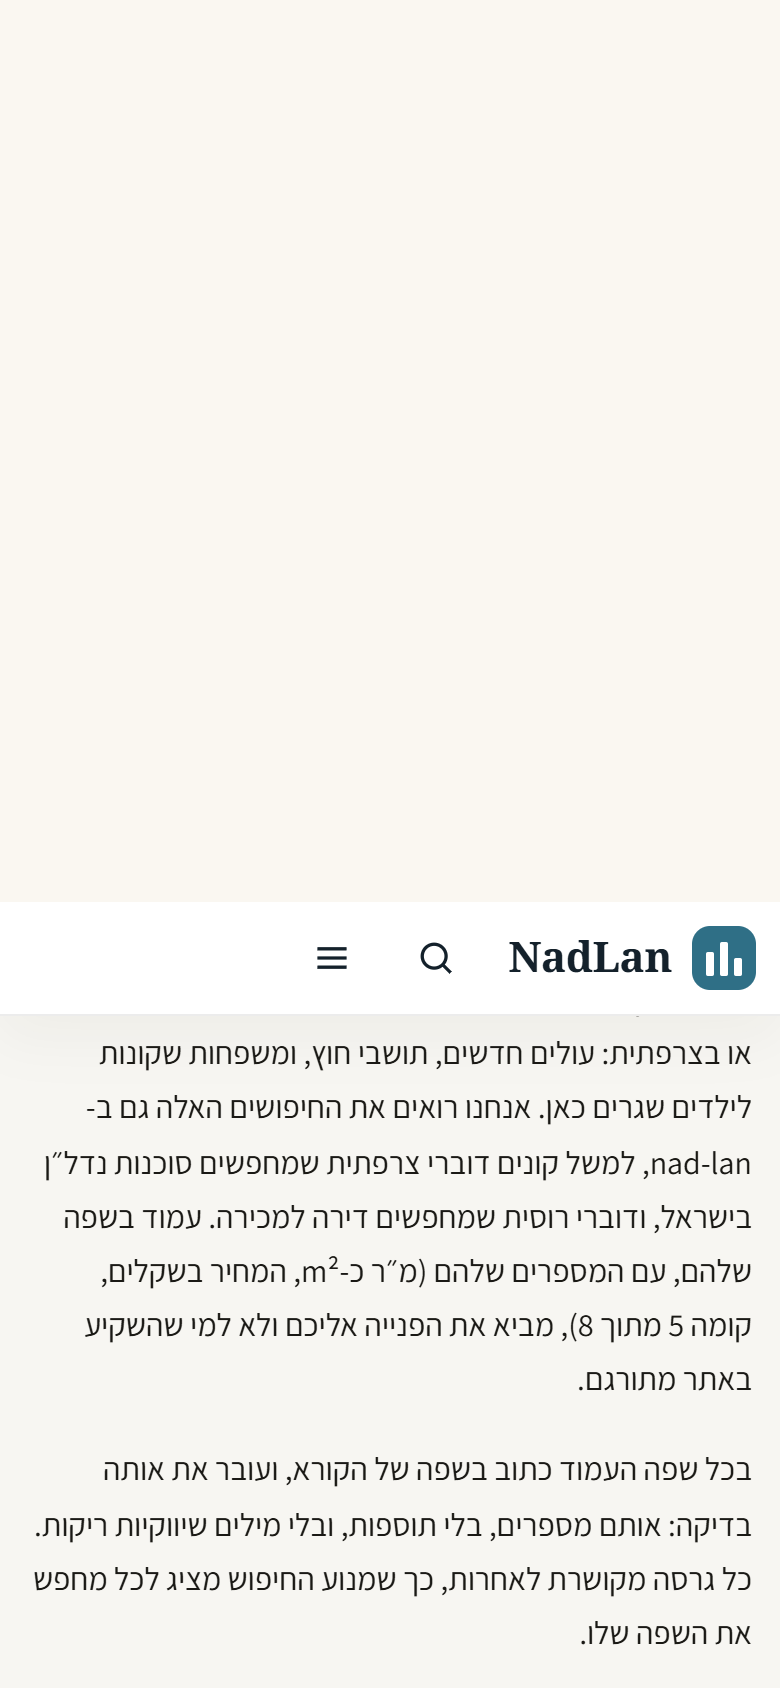 NadLan
או בצרפתית: עולים חדשים, תושבי חוץ, ומשפחות שקונות
לילדים שגרים כאן. אנחנו רואים את החיפושים האלה גם ב-
nad-lan, למשל קונים דוברי צרפתית שמחפשים סוכנות נדל״ן
בישראל, ודוברי רוסית שמחפשים דירה למכירה. עמוד בשפה
שלהם, עם המספרים שלהם (מ״ר כ-m², המחיר בשקלים,
קומה 5 מתוך 8), מביא את הפנייה אליכם ולא למי שהשקיע
באתר מתורגם.
בכל שפה העמוד כתוב בשפה של הקורא, ועובר את אותה
בדיקה: אותם מספרים, בלי תוספות, ובלי מילים שיווקיות ריקות.
כל גרסה מקושרת לאחרות, כך שמנוע החיפוש מציג לכל מחפש
את השפה שלו.